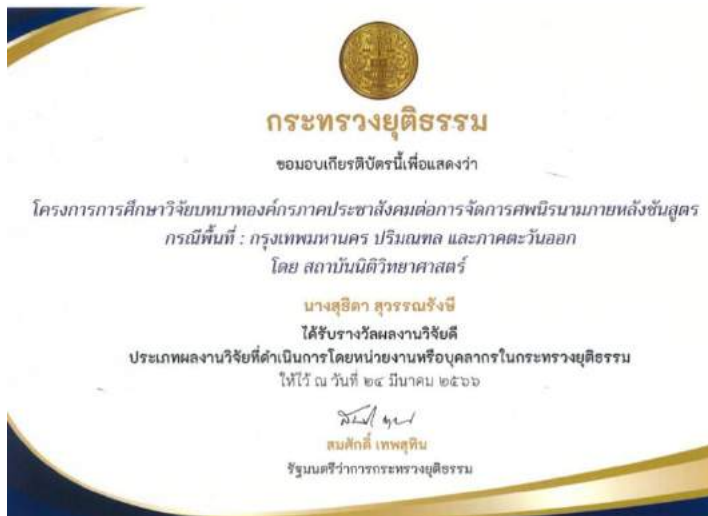 กระทรวงยุติธรรม
ขอมอบเกียรติบัตรนี้เพื่อแสดงว่า
โครงการการศึกษาวิจัยบทบาทองค์กรภาคประชาสังคมต่อการจัดการศพนิรนามภายหลังชันสูตร
กรณีพื้นที่ : กรุงเทพมหานคร ปริมณฑล และภาคตะวันออก
โดย สถาบันนิติวิทยาศาสตร์
นางสุธิดา สุวรรณรังษี
ได้รับรางวัลผลงานวิจัยดี
ประเภทผลงานวิจัยที่ดำเนินการโดยหน่วยงานหรือบุคลากรในกระทรวงยุติธรรม
ให้ไว้ ณ วันที่ ๒๔ มีนาคม ๒๕๖๖
สมศักดิ์ เทพสุทิน
รัฐมนตรีว่าการกระทรวงยุติธรรม